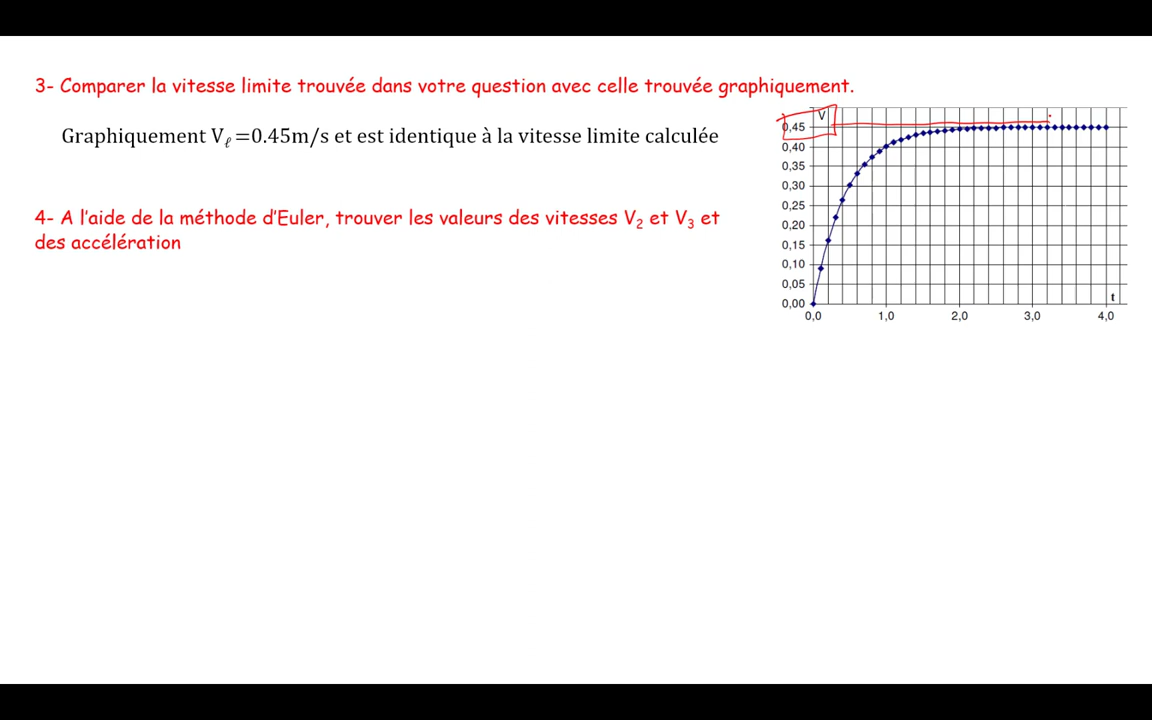 3- Comparer la vitesse limite trouvée dans votre question avec celle trouvée graphiquement.
Graphiquement Vℓ=0.45m/s et est identique à la vitesse limite calculée
4- A l'aide de la méthode d'Euler, trouver les valeurs des vitesses V2 et V3 et
des accélération
V
0,45
0,40
0,35
0,30
0,25
0,20
0,15
0,10
0,05
0,00
t
0,0 1,0 2,0 3,0 4,0